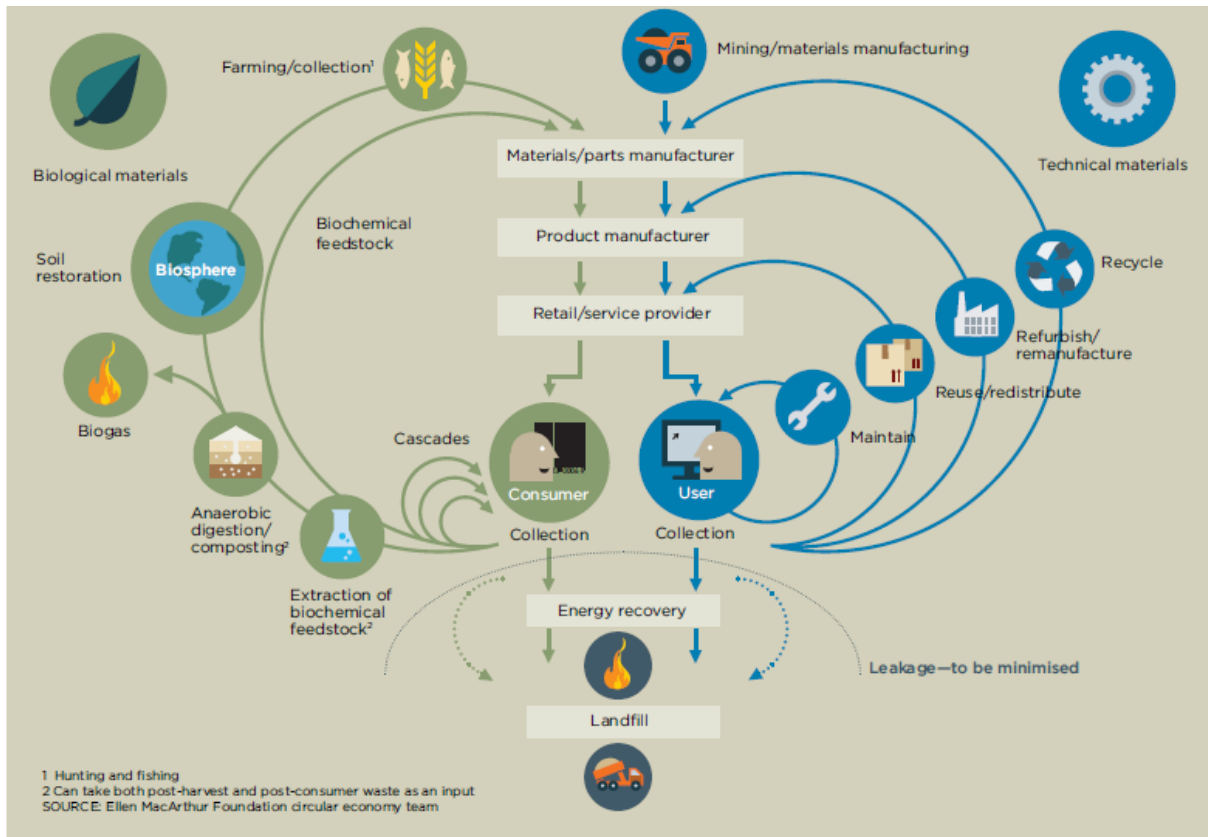 Farming/collection¹
Mining/materials manufacturing
Biological materials
Technical materials
Materials/parts manufacturer
Biochemical
feedstock
Product manufacturer
Soil
restoration
Biosphere
Recycle
Retail/service provider
Refurbish/
remanufacture
Biogas
Reuse/redistribute
Cascades
Maintain
Consumer
User
Anaerobic
digestion/
composting²
Collection
Collection
Extraction of
biochemical
feedstock²
Energy recovery
Leakage—to be minimised
Landfill
1 Hunting and fishing
2 Can take both post-harvest and post-consumer waste as an input
SOURCE: Ellen MacArthur Foundation circular economy team